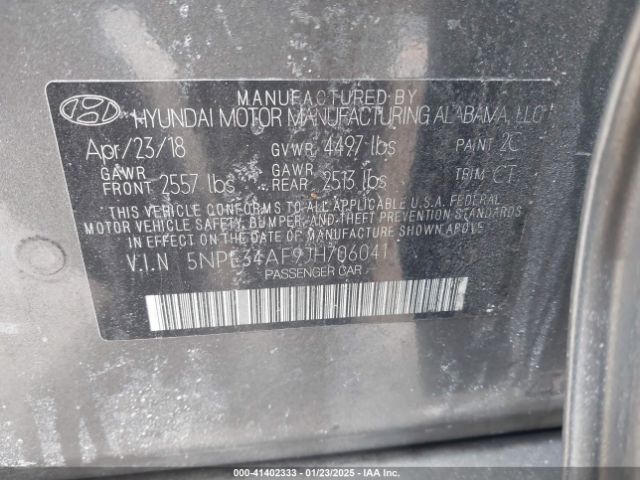 MANUFACTURED BY
HYUNDAI MOTOR MANUFACTURING ALABAMA, LLC
Apr/23/18 GVWR 4497 lbs PAINT 2C
GAWR FRONT 2557 lbs GAWR REAR 2513 lbs TRIM CT
THIS VEHICLE CONFORMS TO ALL APPLICABLE U.S.A. FEDERAL
MOTOR VEHICLE SAFETY, BUMPER, AND THEFT PREVENTION STANDARDS
IN EFFECT ON THE DATE OF MANUFACTURE SHOWN ABOVE.
V.I.N 5NPE34AF9JH706041
PASSENGER CAR
000-41402333 | 01/23/2025 - IAA Inc.